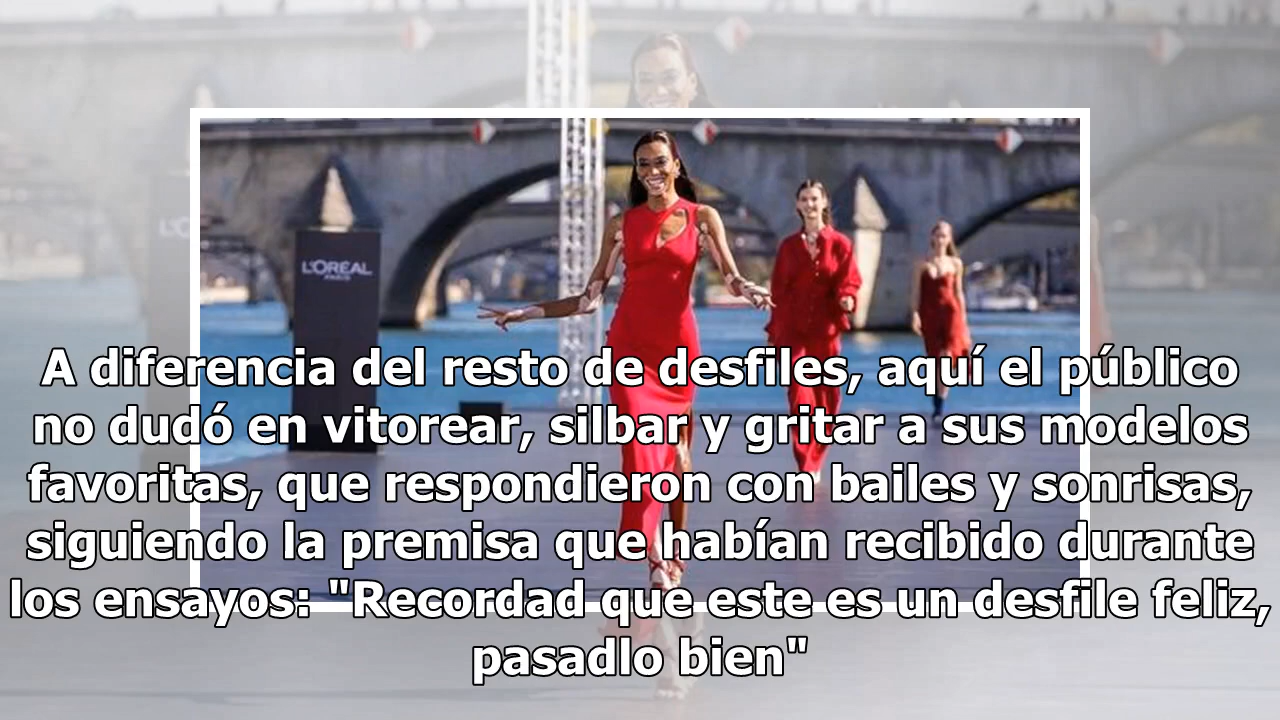 L'ORÉAL
PARIS
A diferencia del resto de desfiles, aquí el público
no dudó en vitorear, silbar y gritar a sus modelos
favoritas, que respondieron con bailes y sonrisas,
siguiendo la premisa que habían recibido durante
los ensayos: "Recordad que este es un desfile feliz,
pasadlo bien"